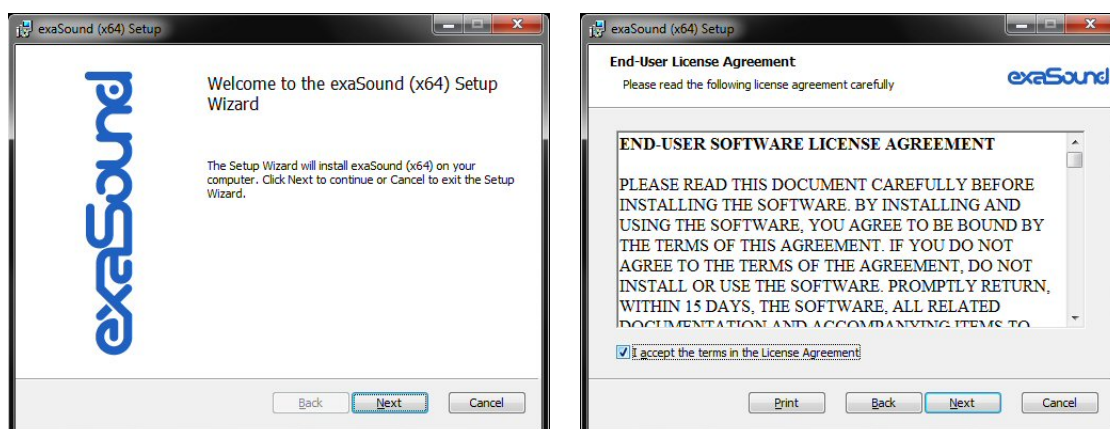 exaSound (x64) Setup
exaSound
Welcome to the exaSound (x64) Setup
Wizard
The Setup Wizard will install exaSound (x64) on your
computer. Click Next to continue or Cancel to exit the Setup
Wizard.
Back Next Cancel
exaSound (x64) Setup
End-User License Agreement
Please read the following license agreement carefully
exaSound
END-USER SOFTWARE LICENSE AGREEMENT
PLEASE READ THIS DOCUMENT CAREFULLY BEFORE
INSTALLING THE SOFTWARE. BY INSTALLING AND
USING THE SOFTWARE, YOU AGREE TO BE BOUND BY
THE TERMS OF THIS AGREEMENT. IF YOU DO NOT
AGREE TO THE TERMS OF THE AGREEMENT, DO NOT
INSTALL OR USE THE SOFTWARE. PROMPTLY RETURN,
WITHIN 15 DAYS, THE SOFTWARE, ALL RELATED
DOCUMENTATION AND ACCOMPANYING ITEMS TO
I accept the terms in the License Agreement
Print Back Next Cancel